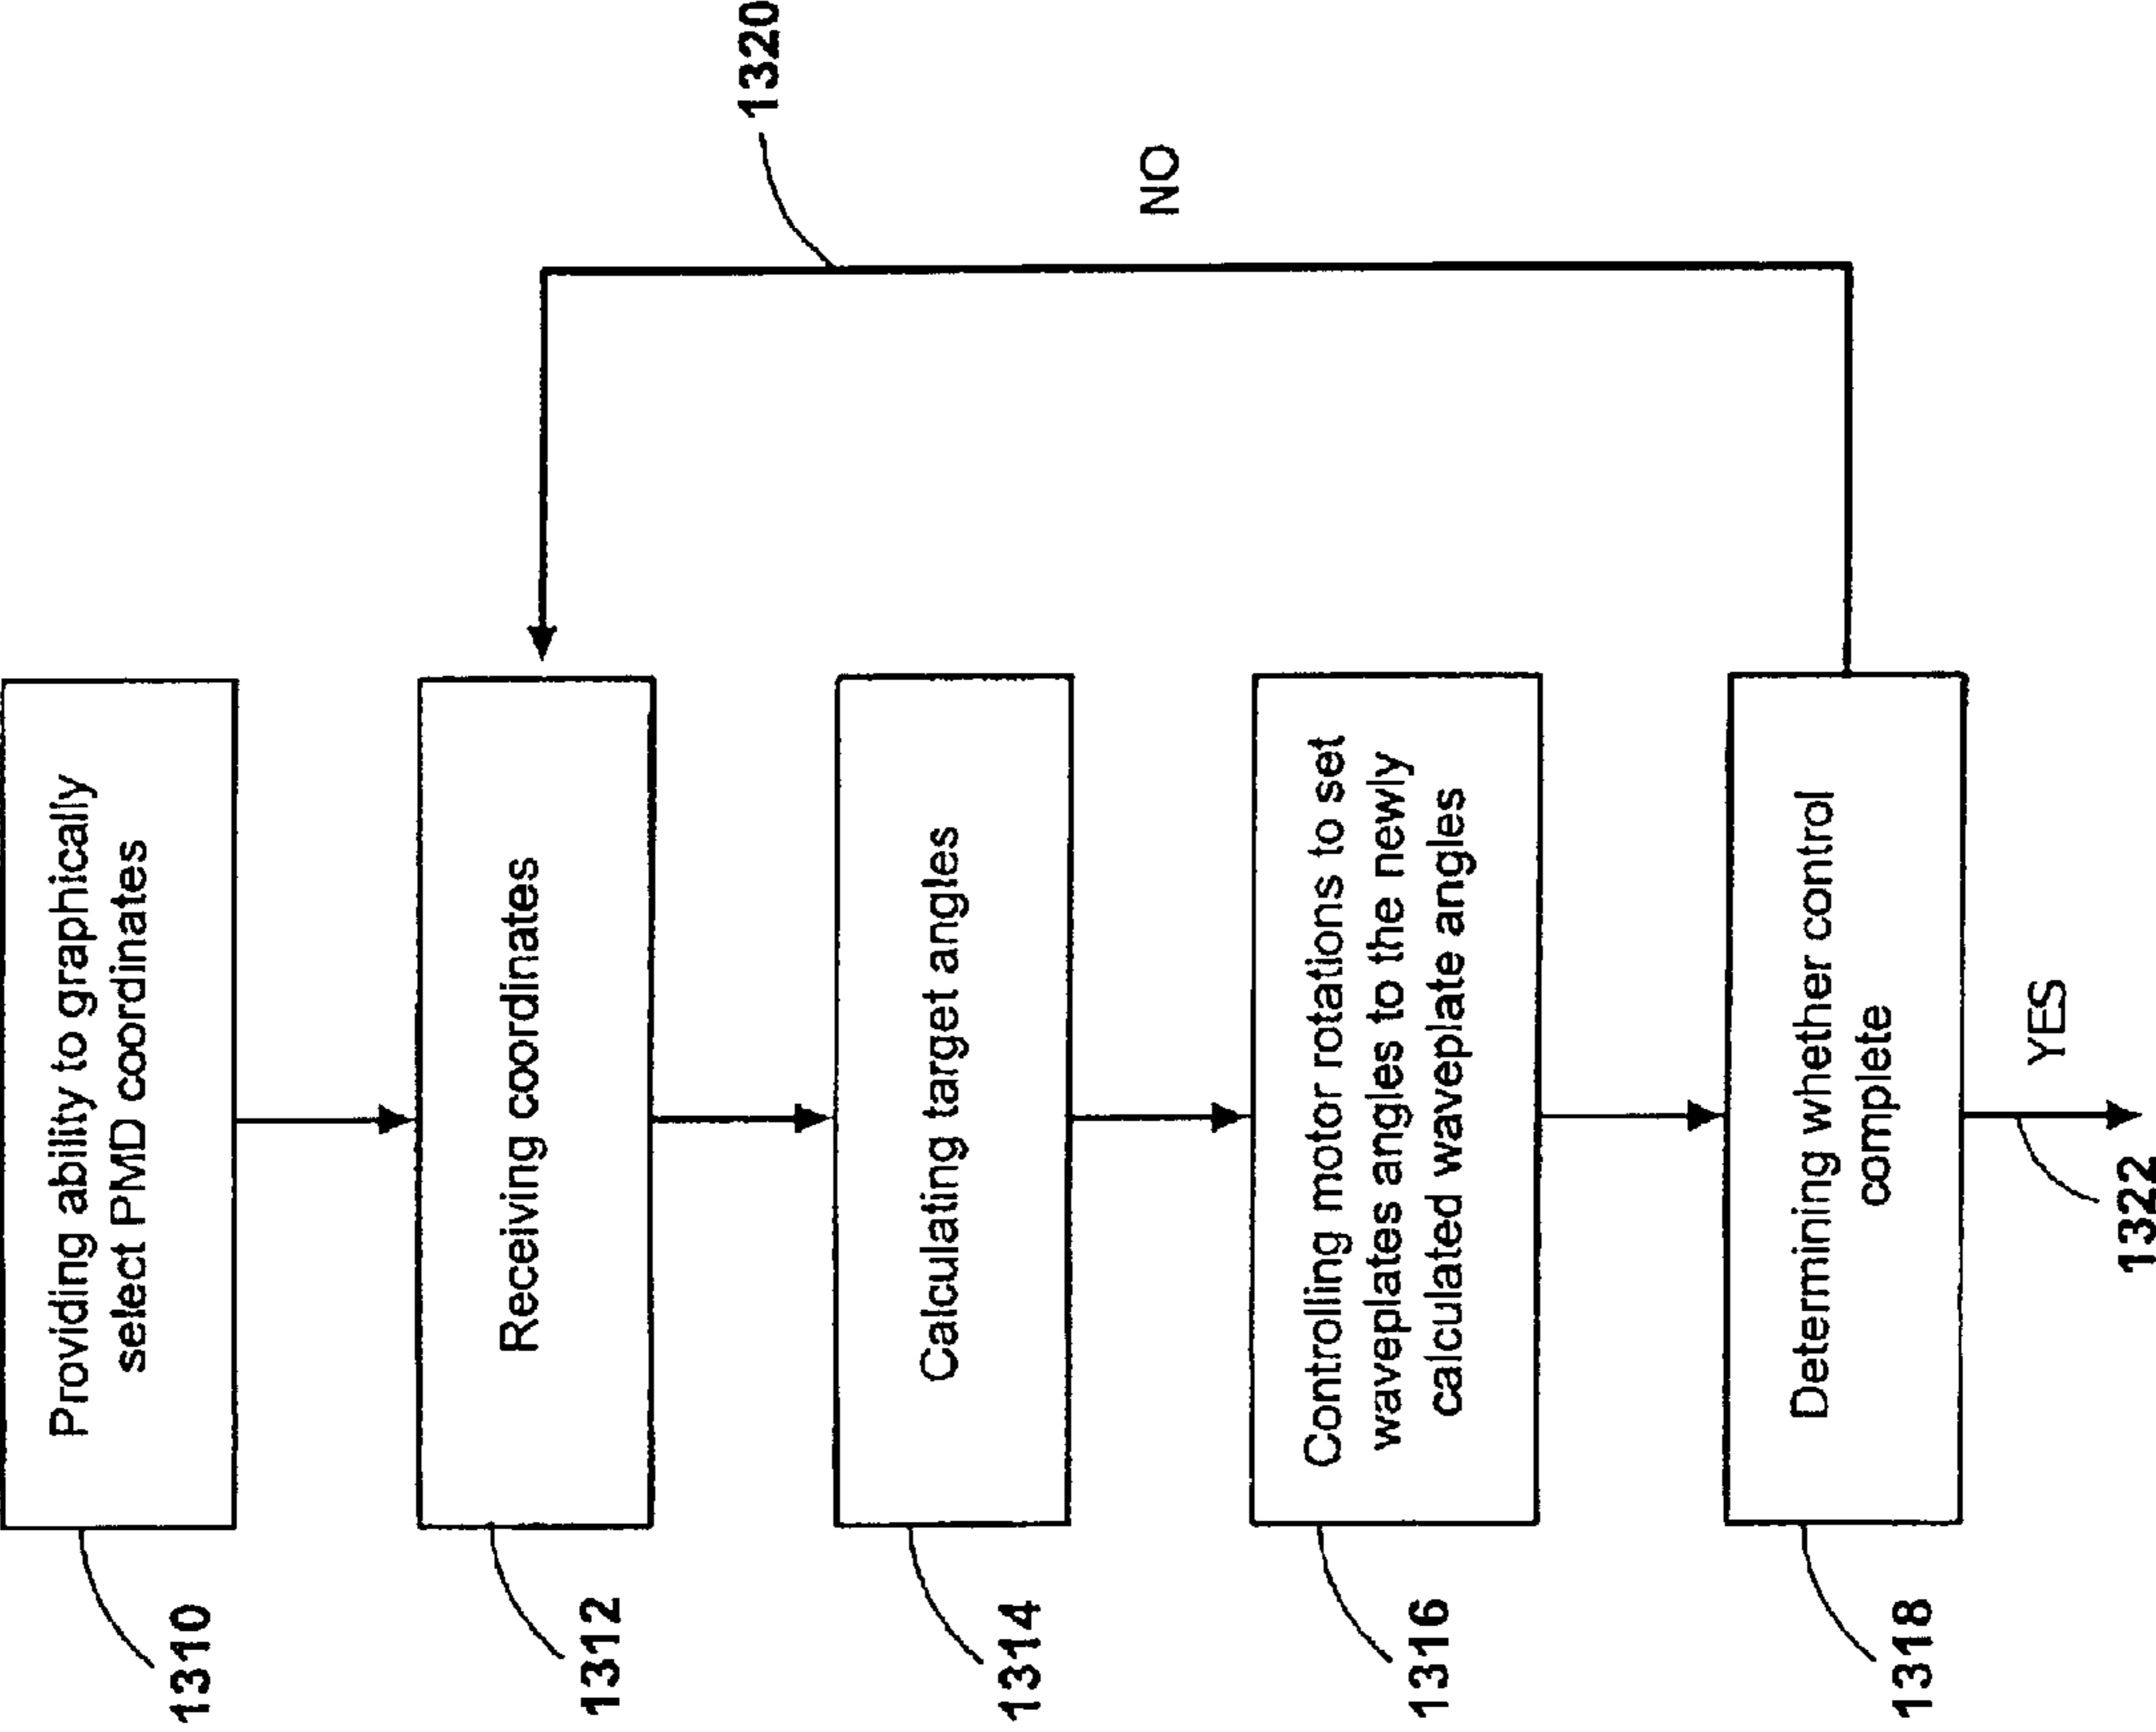 1310
Providing ability to graphically
select PMD coordinates
1312
Receiving coordinates
1320
1314
Calculating target angles
NO
1316
Controlling motor rotations to set
waveplates angles to the newly
calculated waveplate angles
1318
Determining whether control
complete
YES
1322